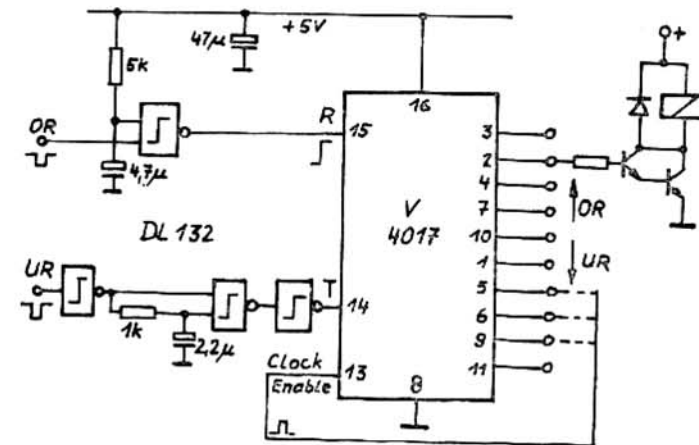 47µ
+5V
5k
16
OR
R
15
3
+
4,7µ
2
4
OR
DL 132
V
4017
7
10
UR
1
UR
T
14
5
1k
6
2,2µ
9
13
Clock
Enable
8
11